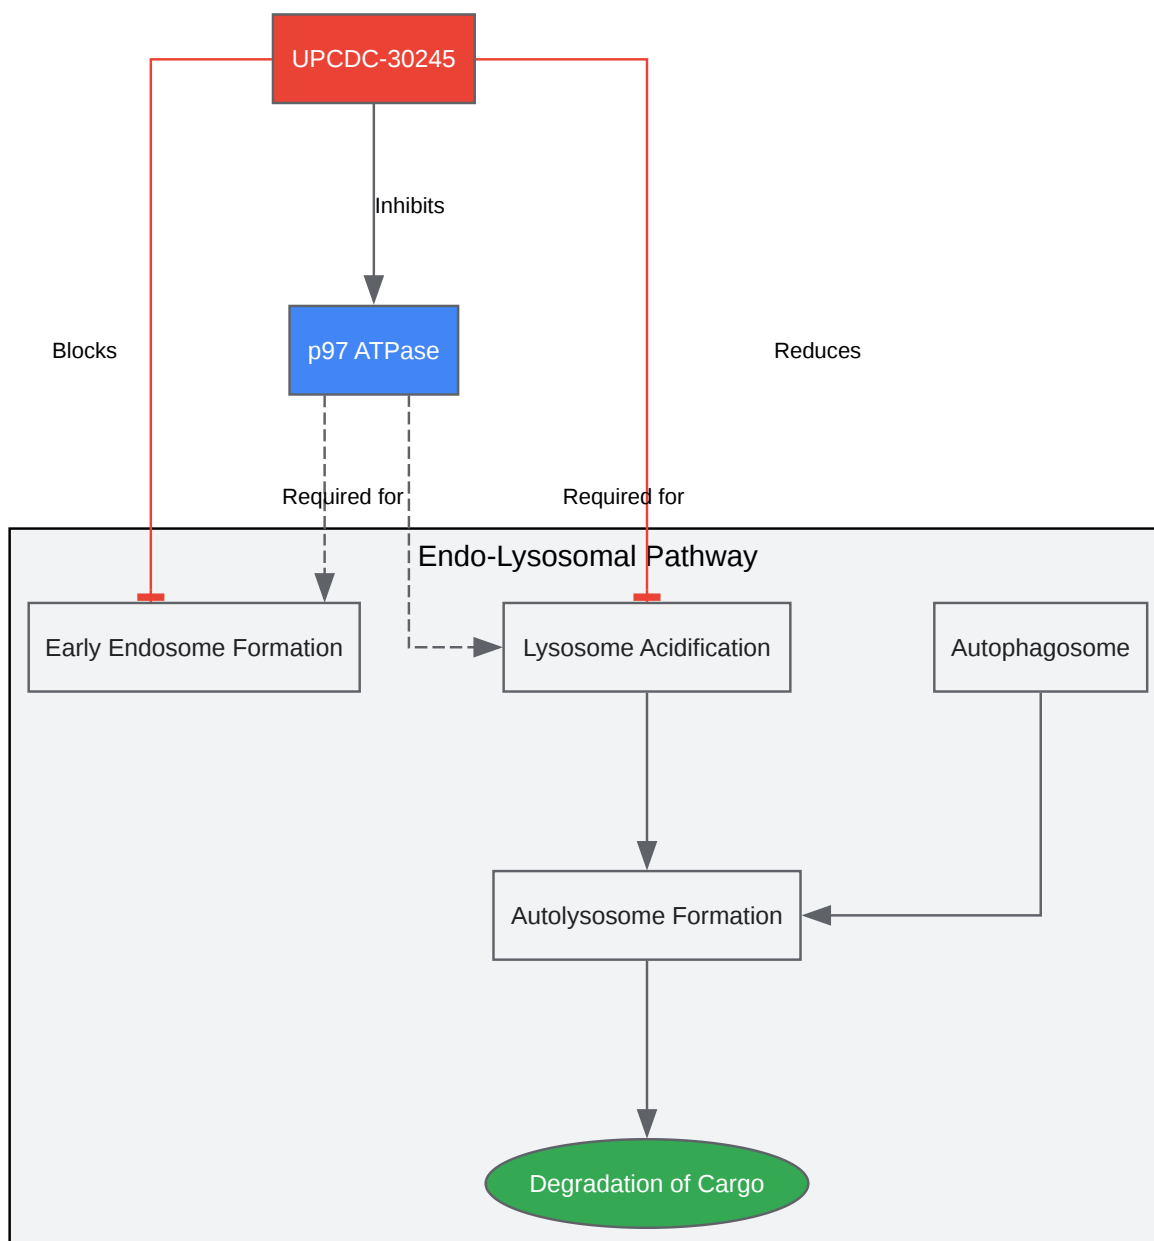 UPCDC-30245
Inhibits
Blocks
p97 ATPase
Reduces
Required for
Required for
Endo-Lysosomal Pathway
Early Endosome Formation
Lysosome Acidification
Autophagosome
Autolysosome Formation
Degradation of Cargo